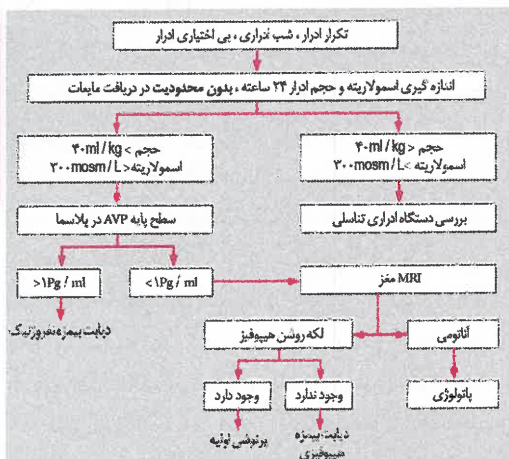 تکرار ادرار ، شب ادراری ، بی اختیاری ادرار
اندازه گیری اسمولاریته و حجم ادرار ۲۴ ساعته ، بدون محدودیت در دریافت مایعات
حجم > ۴۰ml / kg
اسمولاریته< ۳۰۰mosm / L
حجم < ۴۰ml / kg
اسمولاریته> ۳۰۰mosm / L
بررسی دستگاه ادراری تناسلی
سطح پایه AVP در پلاسما
>۱Pg / ml
<۱Pg / ml
MRI مغز
دیابت بیمزه نفروژنیک
لکه روشن هیپوفیز
آناتومی
وجود دارد
وجود ندارد
پاتولوژی
پرنوشی اولیه
دیابت بیمزه
هیپوفیزی